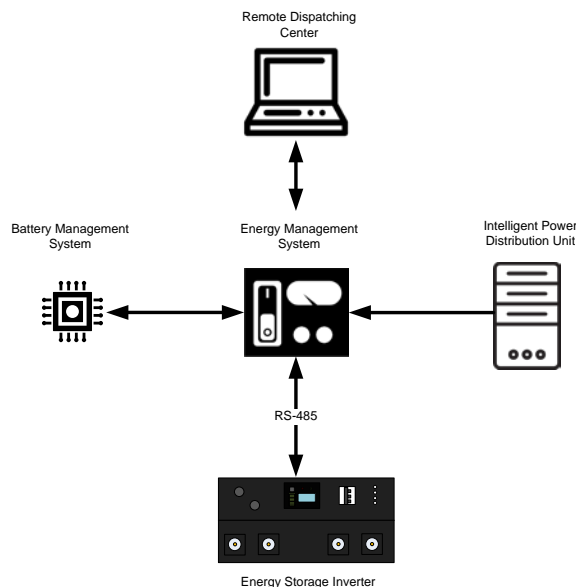 Remote Dispatching
Center
Battery Management
System
Energy Management
System
Intelligent Power
Distribution Unit
RS-485
Energy Storage Inverter